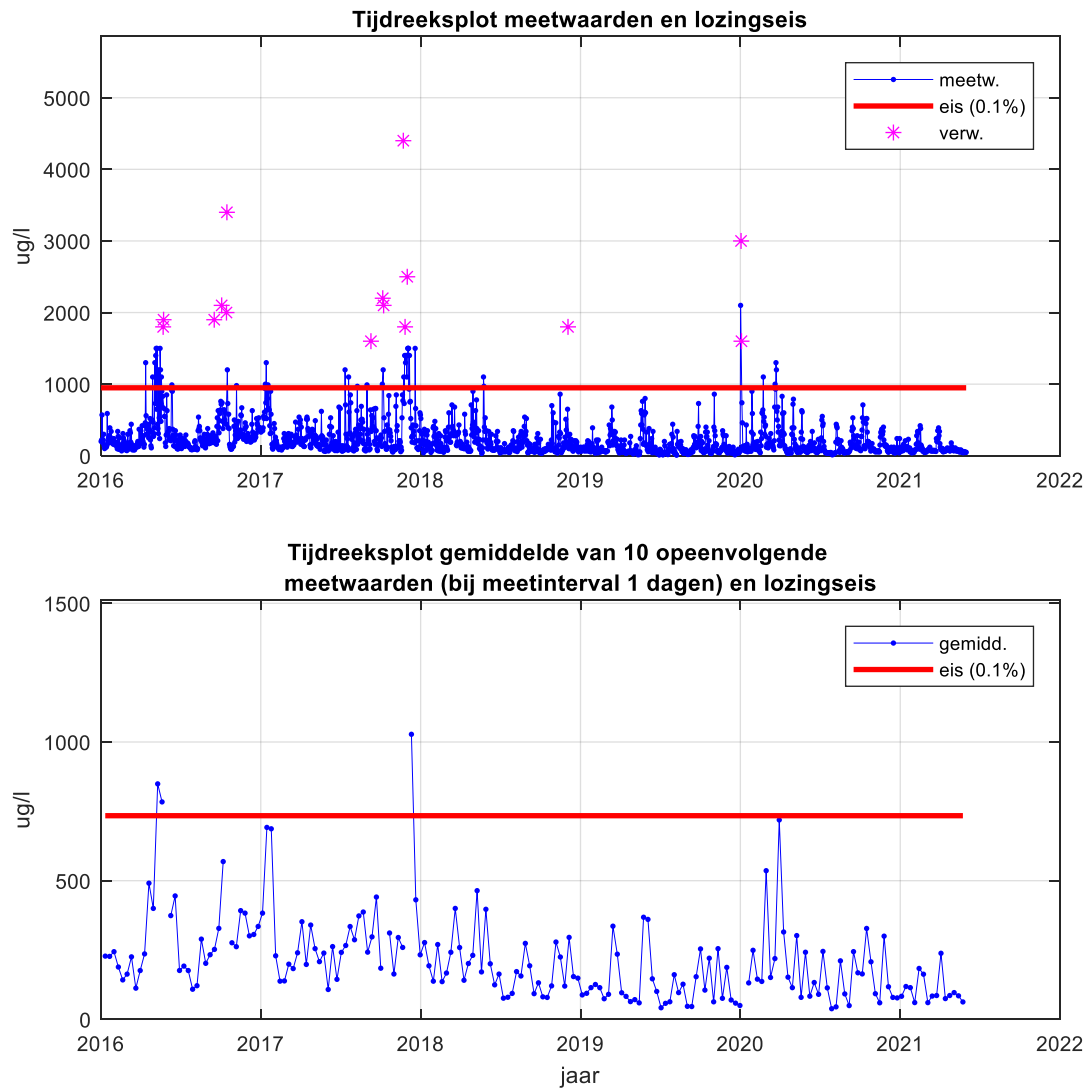 Tijdreeksplot meetwaarden en lozingseis
5000
4000
3000
2000
1000
0
ug/l
meetw.
eis (0.1%)
verw.
2016 2017 2018 2019 2020 2021 2022
Tijdreeksplot gemiddelde van 10 opeenvolgende
meetwaarden (bij meetinterval 1 dagen) en lozingseis
1500
1000
500
0
ug/l
gemidd.
eis (0.1%)
2016 2017 2018 2019 2020 2021 2022
jaar